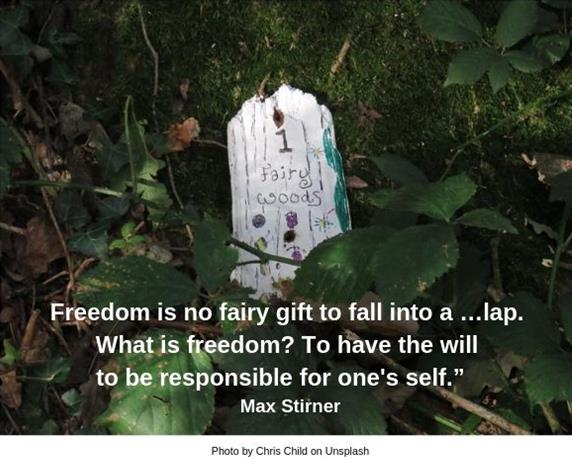 1
fairy
woods
Freedom is no fairy gift to fall into a …lap.
What is freedom? To have the will
to be responsible for one's self.”
Max Stirner
Photo by Chris Child on Unsplash